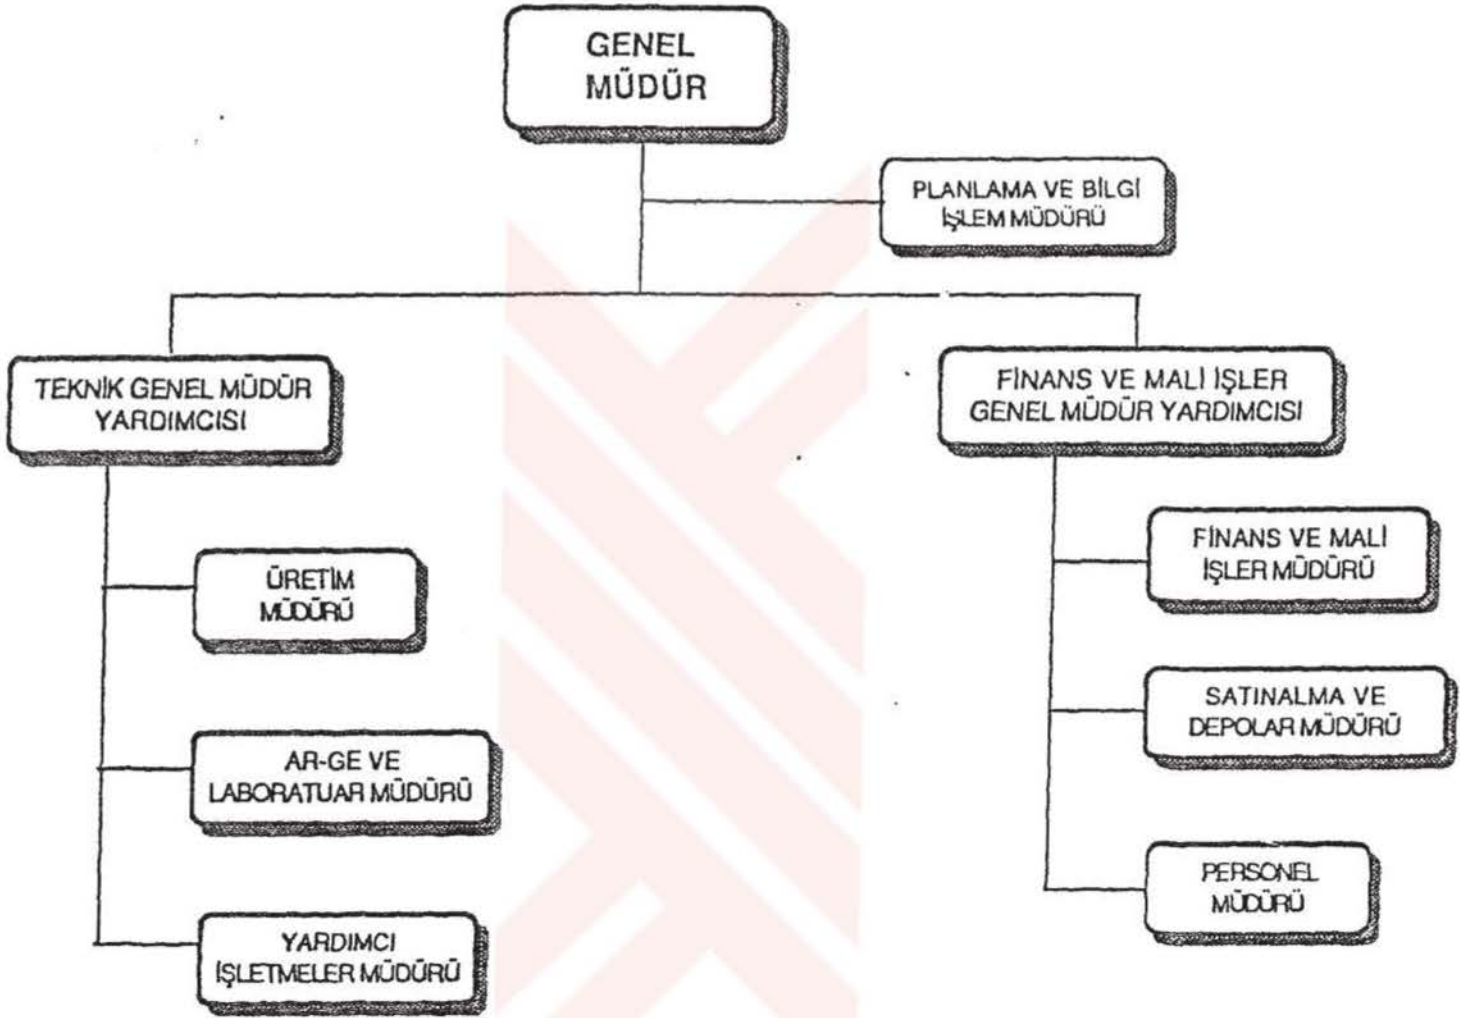 GENEL
MÜDÜR
PLANLAMA VE BİLGİ
İŞLEM MÜDÜRÜ
TEKNİK GENEL MÜDÜR
YARDIMCISI
FİNANS VE MALİ İŞLER
GENEL MÜDÜR YARDIMCISI
ÜRETİM
MÜDÜRÜ
AR-GE VE
LABORATUAR MÜDÜRÜ
YARDIMCI
İŞLETMELER MÜDÜRÜ
FİNANS VE MALİ
İŞLER MÜDÜRÜ
SATINALMA VE
DEPOLAR MÜDÜRÜ
PERSONEL
MÜDÜRÜ